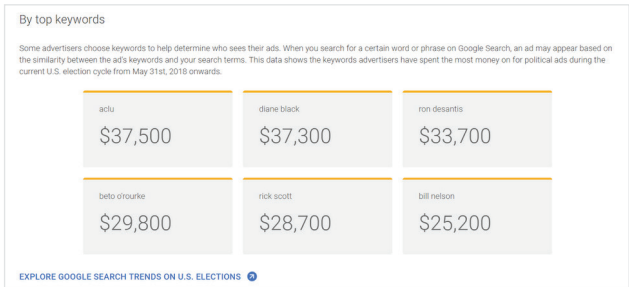 By top keywords
Some advertisers choose keywords to help determine who sees their ads. When you search for a certain word or phrase on Google Search, an ad may appear based on
the similarity between the ad's keywords and your search terms. This data shows the keywords advertisers have spent the most money on for political ads during the
current U.S. election cycle from May 31st, 2018 onwards.
aclu diane black ron desantis
$37,500 $37,300 $33,700
beto o'rourke rick scott bill nelson
$29,800 $28,700 $25,200
EXPLORE GOOGLE SEARCH TRENDS ON U.S. ELECTIONS